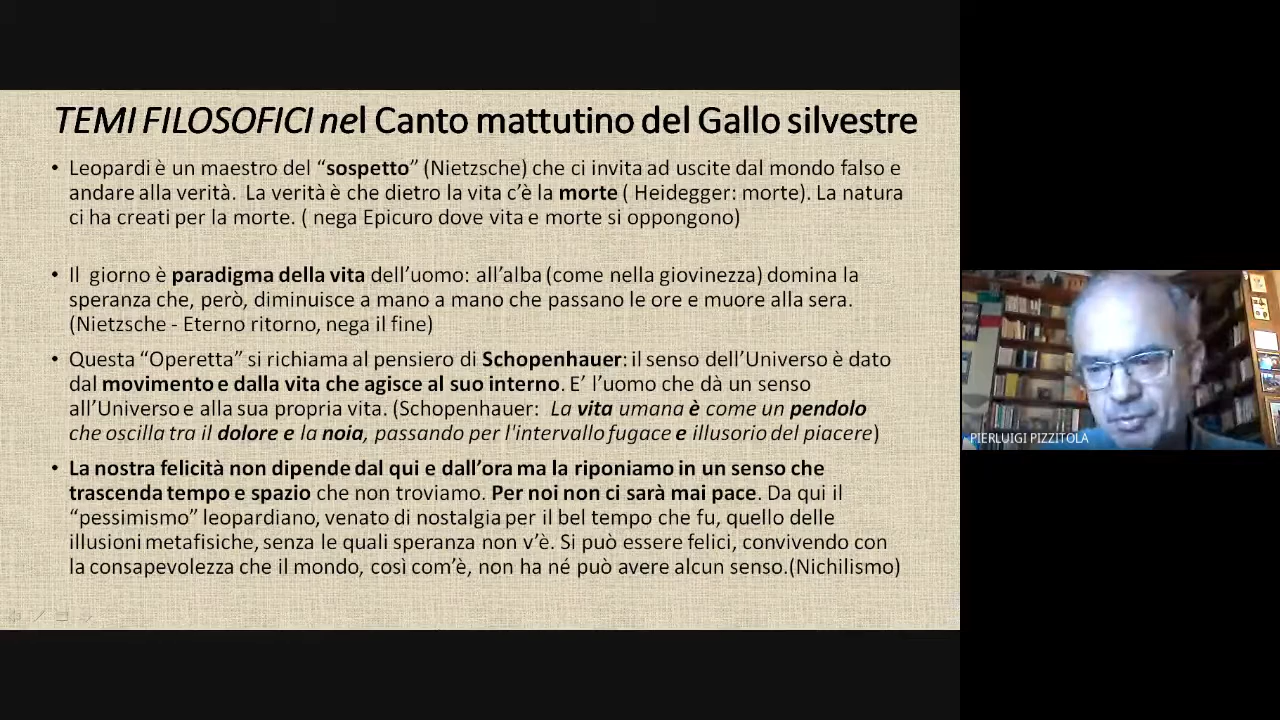 TEMI FILOSOFICI nel Canto mattutino del Gallo silvestre
• Leopardi è un maestro del “sospetto” (Nietzsche) che ci invita ad uscite dal mondo falso e
andare alla verità. La verità è che dietro la vita c’è la morte ( Heidegger: morte). La natura
ci ha creati per la morte. ( nega Epicuro dove vita e morte si oppongono)
• Il giorno è paradigma della vita dell’uomo: all’alba (come nella giovinezza) domina la
speranza che, però, diminuisce a mano a mano che passano le ore e muore alla sera.
(Nietzsche - Eterno ritorno, nega il fine)
• Questa “Operetta” si richiama al pensiero di Schopenhauer: il senso dell’Universo è dato
dal movimento e dalla vita che agisce al suo interno. E’ l’uomo che dà un senso
all’Universo e alla sua propria vita. (Schopenhauer: La vita umana è come un pendolo
che oscilla tra il dolore e la noia, passando per l'intervallo fugace e illusorio del piacere)
• La nostra felicità non dipende dal qui e dall’ora ma la riponiamo in un senso che
trascenda tempo e spazio che non troviamo. Per noi non ci sarà mai pace. Da qui il
“pessimismo” leopardiano, venato di nostalgia per il bel tempo che fu, quello delle
illusioni metafisiche, senza le quali speranza non v’è. Si può essere felici, convivendo con
la consapevolezza che il mondo, così com’è, non ha né può avere alcun senso.(Nichilismo)
PIERLUIGI PIZZITOLA